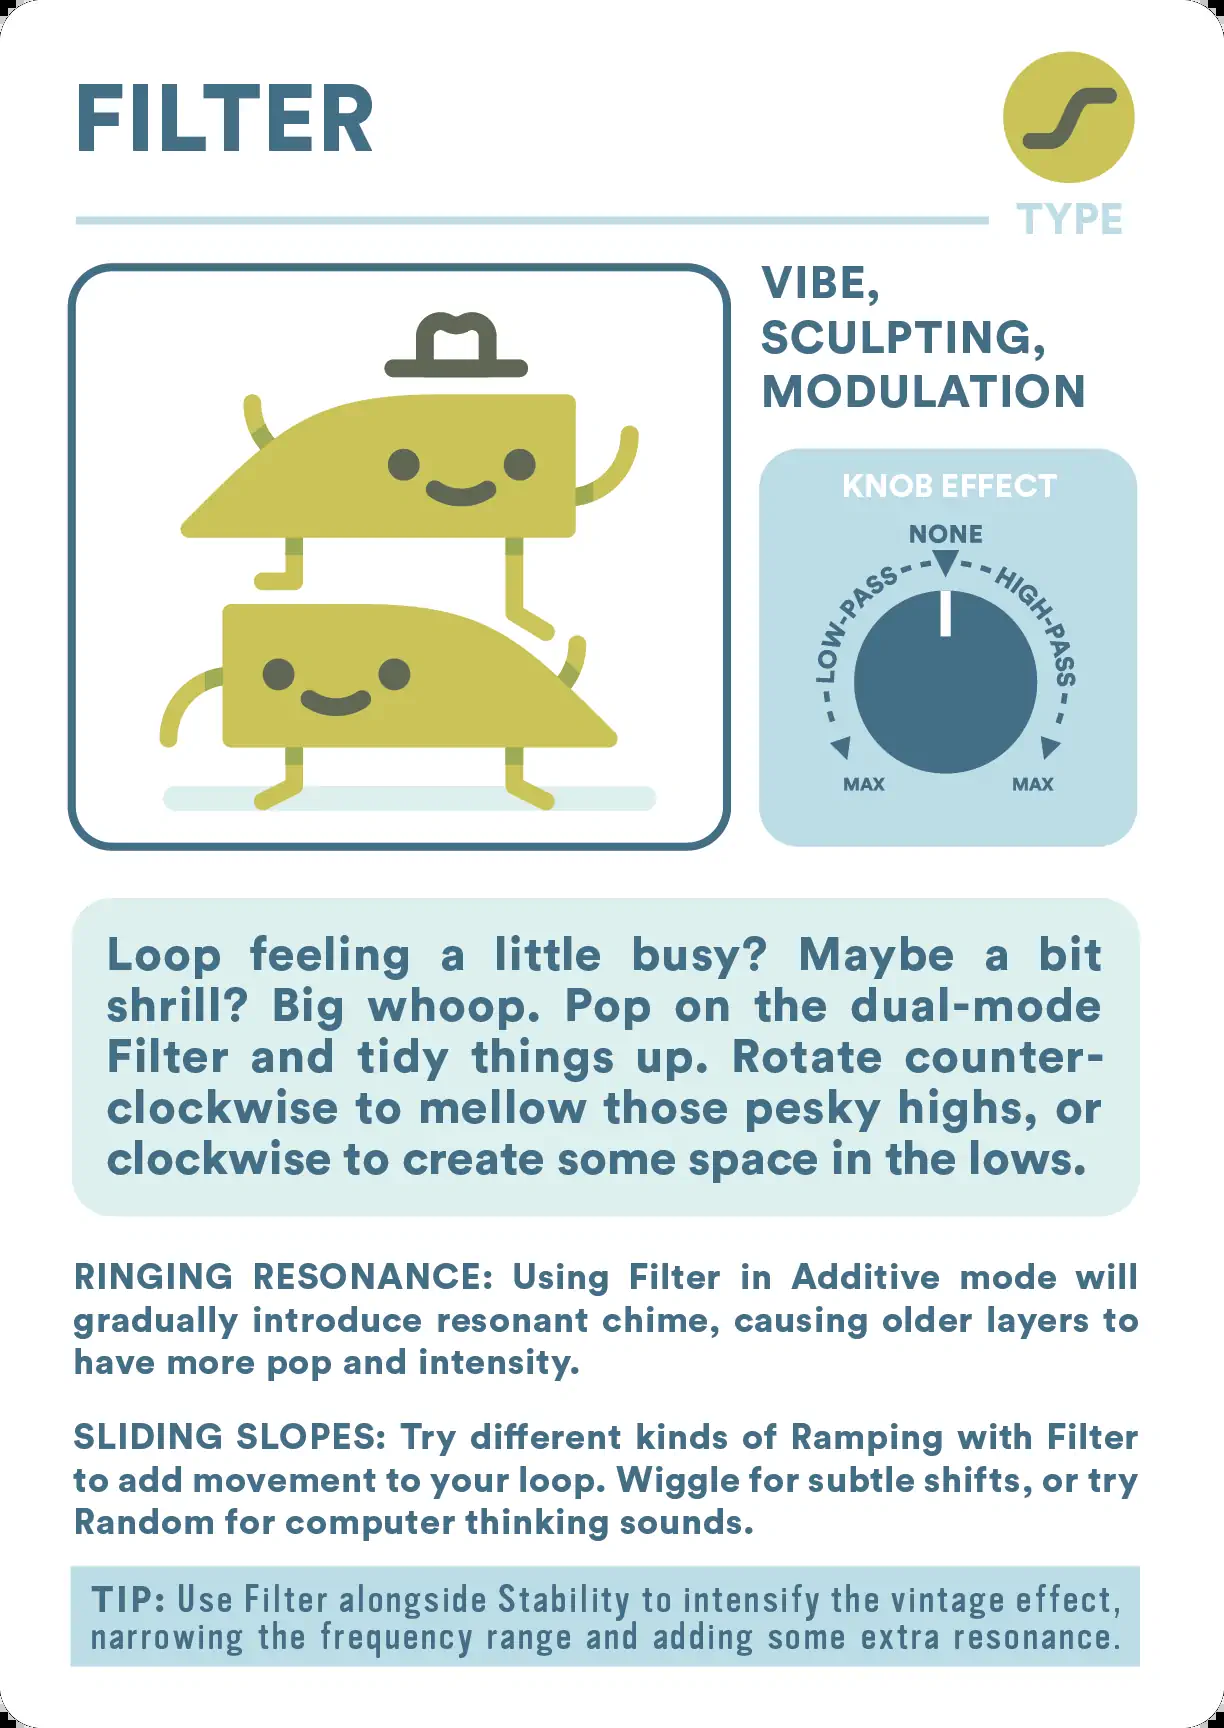 FILTER
TYPE
VIBE,
SCULPTING,
MODULATION
KNOB EFFECT
NONE
LOW-PASS
HIGH-PASS
MAX
MAX
Loop feeling a little busy? Maybe a bit
shrill? Big whoop. Pop on the dual-mode
Filter and tidy things up. Rotate counter-
clockwise to mellow those pesky highs, or
clockwise to create some space in the lows.
RINGING RESONANCE: Using Filter in Additive mode will
gradually introduce resonant chime, causing older layers to
have more pop and intensity.
SLIDING SLOPES: Try different kinds of Ramping with Filter
to add movement to your loop. Wiggle for subtle shifts, or try
Random for computer thinking sounds.
TIP: Use Filter alongside Stability to intensify the vintage effect,
narrowing the frequency range and adding some extra resonance.